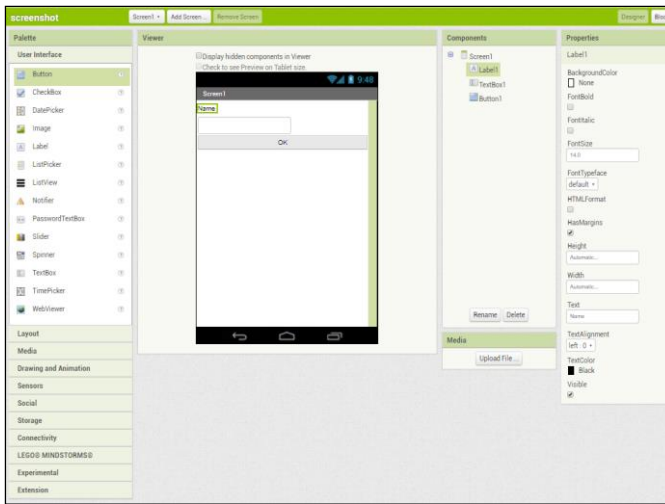 screenshot
Screen1
Add Screen ...
Remove Screen
Designer
Palette
User Interface
Button
CheckBox
DatePicker
Image
Label
ListPicker
ListView
Notifier
PasswordTextBox
Slider
Spinner
TextBox
TimePicker
WebViewer
Layout
Media
Drawing and Animation
Sensors
Social
Storage
Connectivity
LEGO® MINDSTORMS®
Experimental
Extension
Viewer
Display hidden components in Viewer
Check to see Preview on Tablet size.
9:48
Screen1
Name
OK
Components
Screen1
Label1
TextBox1
Button1
Rename
Delete
Media
Upload File ...
Properties
Label1
BackgroundColor
None
FontBold
FontItalic
FontSize
14.0
FontTypeface
default
HTMLFormat
HasMargins
Height
Automatic...
Width
Automatic...
Text
Name
TextAlignment
left : 0
TextColor
Black
Visible